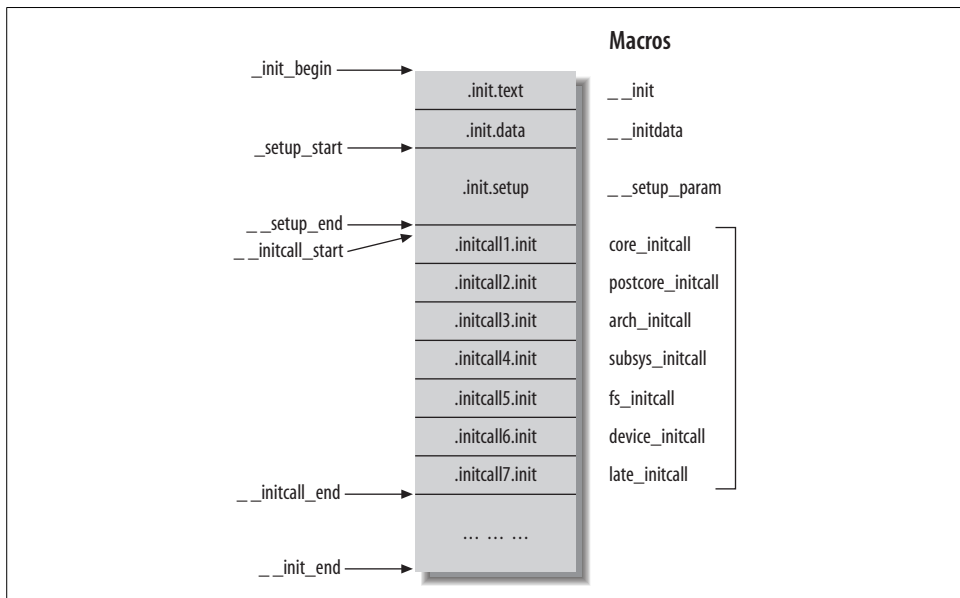 Macros
_init_begin
.init.text _ _init
.init.data _ _initdata
_setup_start
.init.setup _ _setup_param
_ _setup_end
_ _initcall_start
.initcall1.init core_initcall
.initcall2.init postcore_initcall
.initcall3.init arch_initcall
.initcall4.init subsys_initcall
.initcall5.init fs_initcall
.initcall6.init device_initcall
.initcall7.init late_initcall
_ _initcall_end
... ... ...
_ _init_end